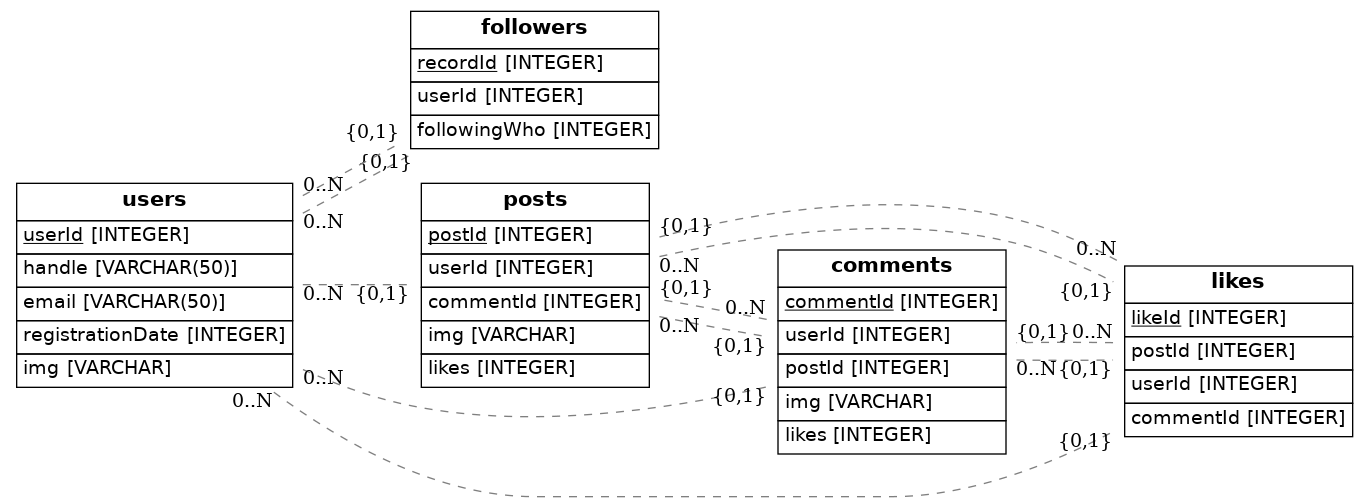 followers
recordId [INTEGER]
userId [INTEGER]
followingWho [INTEGER]
{0,1}
{0,1}
0..N
0..N
users
userId [INTEGER]
handle [VARCHAR(50)]
email [VARCHAR(50)]
registrationDate [INTEGER]
img [VARCHAR]
0..N
{0,1}
0..N
0..N
posts
postId [INTEGER]
userId [INTEGER]
commentId [INTEGER]
img [VARCHAR]
likes [INTEGER]
{0,1}
0..N
{0,1}
0..N
0..N
{0,1}
{0,1}
comments
commentId [INTEGER]
userId [INTEGER]
postId [INTEGER]
img [VARCHAR]
likes [INTEGER]
0..N
{0,1}
{0,1}
0..N
0..N
{0,1}
{0,1}
likes
likeId [INTEGER]
postId [INTEGER]
userId [INTEGER]
commentId [INTEGER]